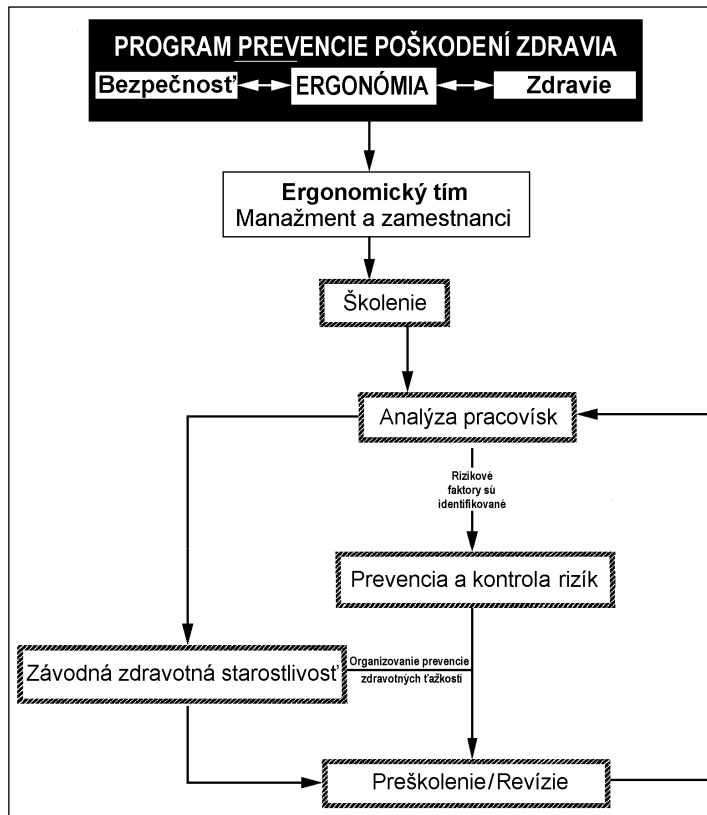 PROGRAM PREVENCIE POŠKODENÍ ZDRAVIA
Bezpečnosť ERGONÓMIA Zdravie
Ergonomický tím
Manažment a zamestnanci
Školenie
Analýza pracovísk
Rizikové
faktory sú
identifikované
Prevencia a kontrola rizík
Závodná zdravotná starostlivosť
Organizovanie prevencie
zdravotných ťažkostí
Preškolenie/Revízie